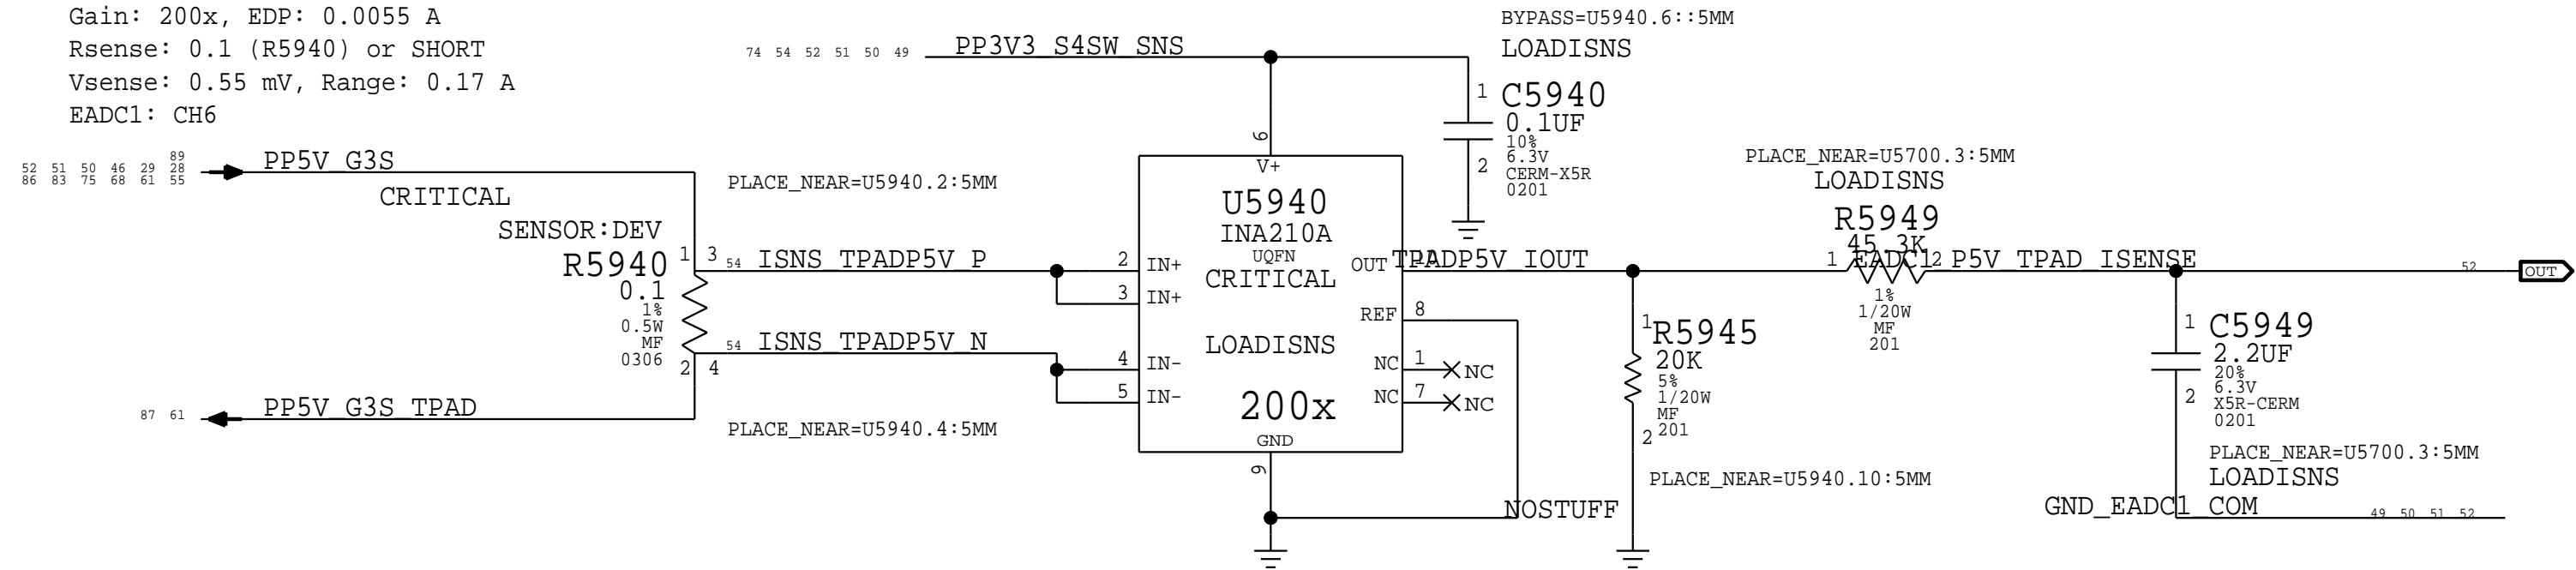 Gain: 200x, EDP: 0.0055 A
Rsense: 0.1 (R5940) or SHORT
Vsense: 0.55 mV, Range: 0.17 A
EADC1: CH6
74 54 52 51 50 49
PP3V3_S4SW_SNS
BYPASS=U5940.6::5MM
LOADISNS
1
C5940
0.1UF
10%
6.3V
CERM-X5R
0201
2
89
52 51 50 46 29 28
86 83 75 68 61 55
PP5V_G3S
CRITICAL
SENSOR:DEV
R5940
0.1
1%
0.5W
MF
0306
1 3
2 4
PLACE_NEAR=U5940.2:5MM
54 ISNS_TPADP5V_P
54 ISNS_TPADP5V_N
PLACE_NEAR=U5940.4:5MM
87 61
PP5V_G3S_TPAD
6
V+
U5940
INA210A
UQFN
CRITICAL
LOADISNS
200x
GND
9
2 IN+
3 IN+
4 IN-
5 IN-
OUT 10
REF 8
NC 1 NC
NC 7 NC
TPADP5V_IOUT
NOSTUFF
1
R5945
20K
5%
1/20W
MF
201
2
PLACE_NEAR=U5940.10:5MM
PLACE_NEAR=U5700.3:5MM
LOADISNS
R5949
45.3K
1 2
1%
1/20W
MF
201
EADC1_P5V_TPAD_ISENSE
52
OUT
1
C5949
2.2UF
20%
6.3V
X5R-CERM
0201
2
PLACE_NEAR=U5700.3:5MM
LOADISNS
GND_EADC1_COM
49 50 51 52